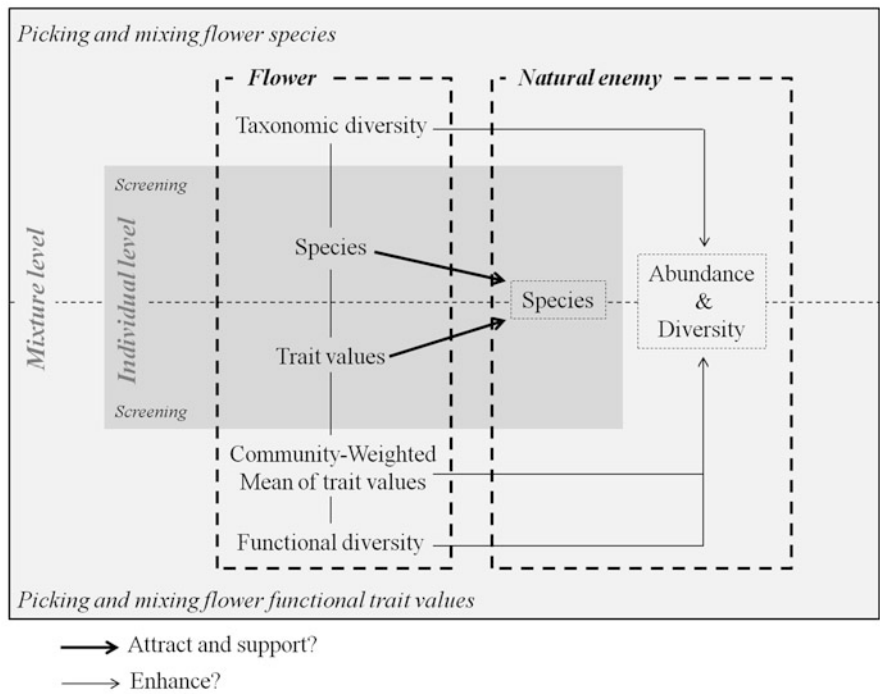 Picking and mixing flower species
Flower
Natural enemy
Taxonomic diversity
Screening
Mixture level
Individual level
Species
Species
Abundance
&
Diversity
Trait values
Screening
Community-Weighted
Mean of trait values
Functional diversity
Picking and mixing flower functional trait values
Attract and support?
Enhance?